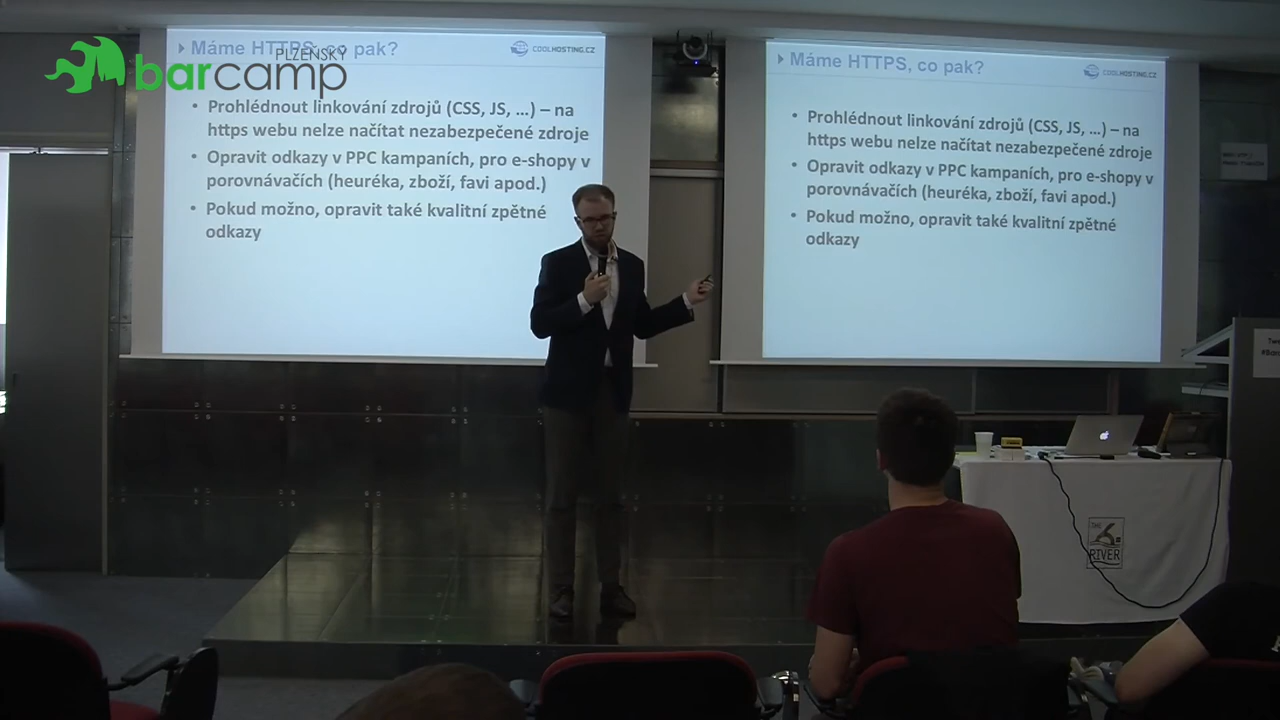 PLZEŇSKÝ
barcamp
Máme HTTPS, co pak?
COOLHOSTING.CZ
• Prohlédnout linkování zdrojů (CSS, JS, …) – na
https webu nelze načítat nezabezpečené zdroje
• Opravit odkazy v PPC kampaních, pro e-shopy v
porovnávačích (heuréka, zboží, favi apod.)
• Pokud možno, opravit také kvalitní zpětné
odkazy
Máme HTTPS, co pak?
COOLHOSTING.CZ
• Prohlédnout linkování zdrojů (CSS, JS, …) – na
https webu nelze načítat nezabezpečené zdroje
• Opravit odkazy v PPC kampaních, pro e-shopy v
porovnávačích (heuréka, zboží, favi apod.)
• Pokud možno, opravit také kvalitní zpětné
odkazy
THE
RIVER